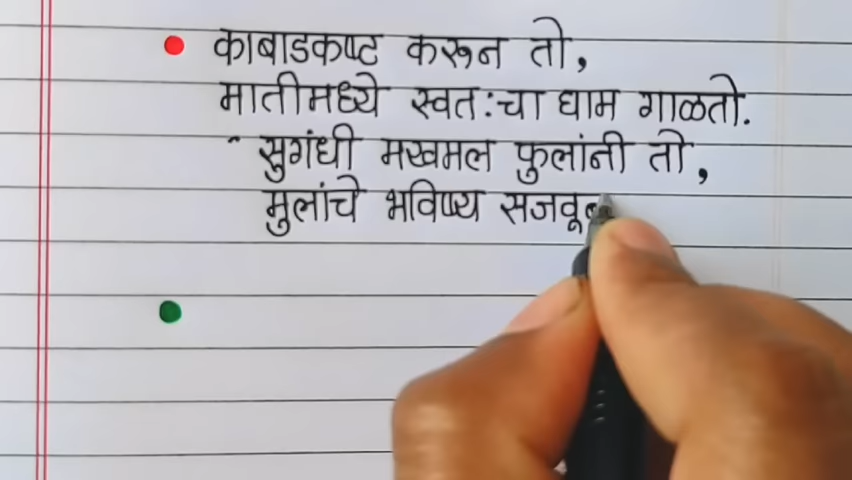 काबाडकष्ट करून तो,
मातीमध्ये स्वत:चा घाम गाळतो.
सुगंधी मखमल फुलांनी तो,
मुलांचे भविष्य